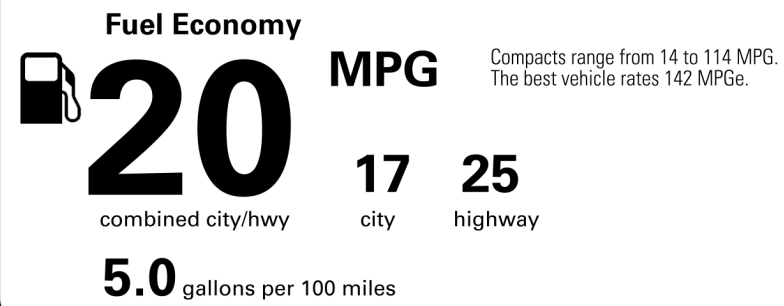 Fuel Economy
20 MPG
Compacts range from 14 to 114 MPG.
The best vehicle rates 142 MPGe.
17 25
combined city/hwy city highway
5.0 gallons per 100 miles